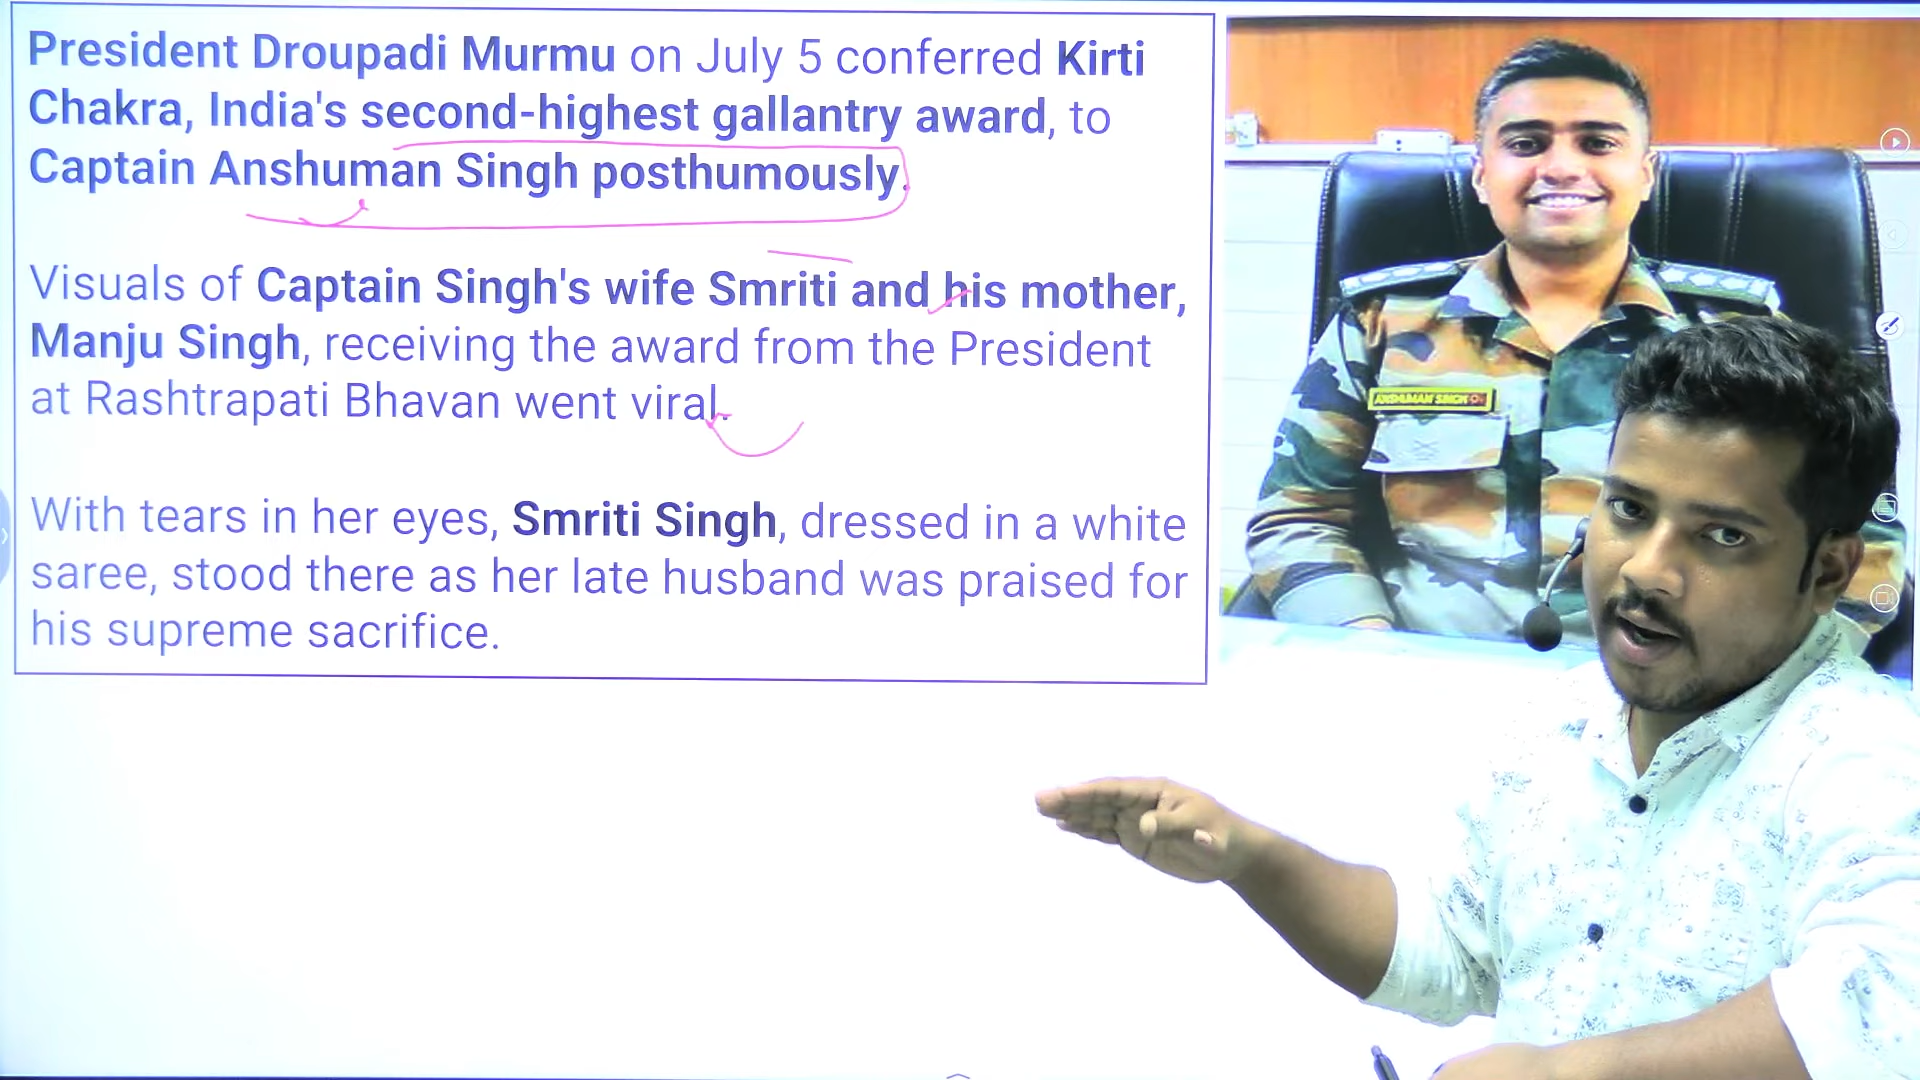 President Droupadi Murmu on July 5 conferred Kirti
Chakra, India's second-highest gallantry award, to
Captain Anshuman Singh posthumously.
Visuals of Captain Singh's wife Smriti and his mother,
Manju Singh, receiving the award from the President
at Rashtrapati Bhavan went viral.
With tears in her eyes, Smriti Singh, dressed in a white
saree, stood there as her late husband was praised for
his supreme sacrifice.
ANSHUMAN SINGH